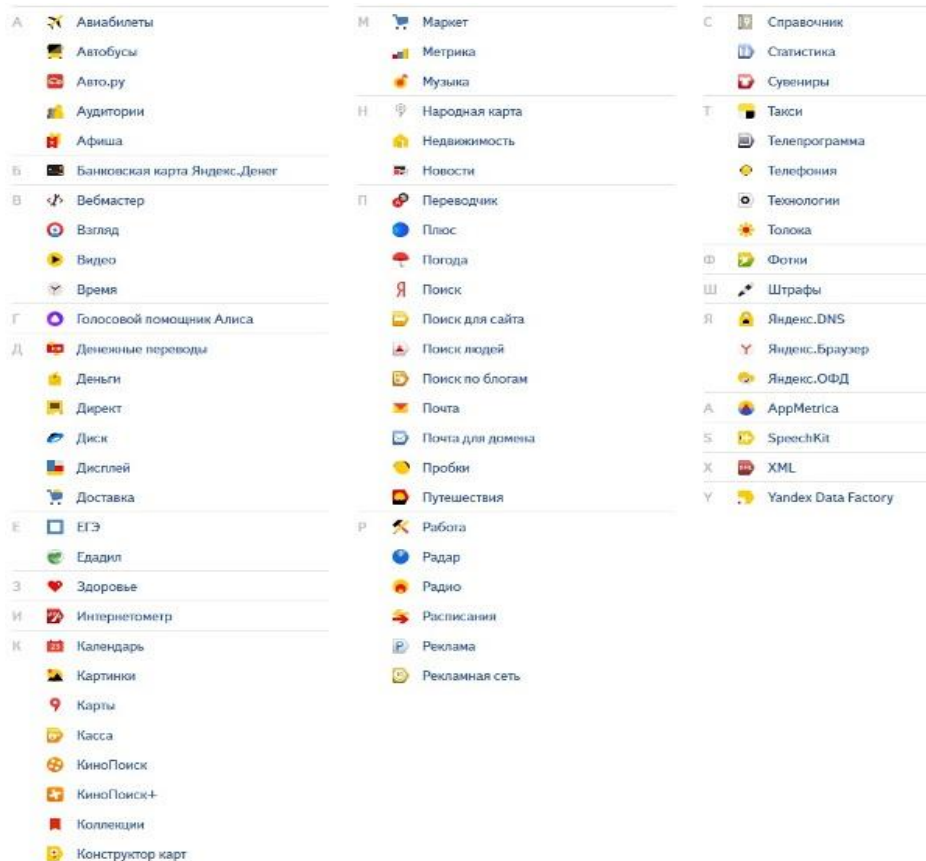 А Авиабилеты
Автобусы
Авто.ру
Аудитории
Афиша
Б Банковская карта Яндекс.Денег
В Вебмастер
Взгляд
Видео
Время
Г Голосовой помощник Алиса
Д Денежные переводы
Деньги
Директ
Диск
Дисплей
Доставка
Е ЕГЭ
Едадил
З Здоровье
И Интернетометр
К Календарь
Картинки
Карты
Касса
КиноПоиск
КиноПоиск+
Коллекции
Конструктор карт
М Маркет
Метрика
Музыка
Н Народная карта
Недвижимость
Новости
П Переводчик
Плюс
Погода
Поиск
Поиск для сайта
Поиск людей
Поиск по блогам
Почта
Почта для домена
Пробки
Путешествия
Р Работа
Радар
Радио
Расписания
Реклама
Рекламная сеть
С Справочник
Статистика
Сувениры
Т Такси
Телепрограмма
Телефония
Технологии
Толока
Ф Фотки
Ш Штрафы
Я Яндекс.DNS
Яндекс.Браузер
Яндекс.ОФД
A AppMetrica
S SpeechKit
X XML
Y Yandex Data Factory